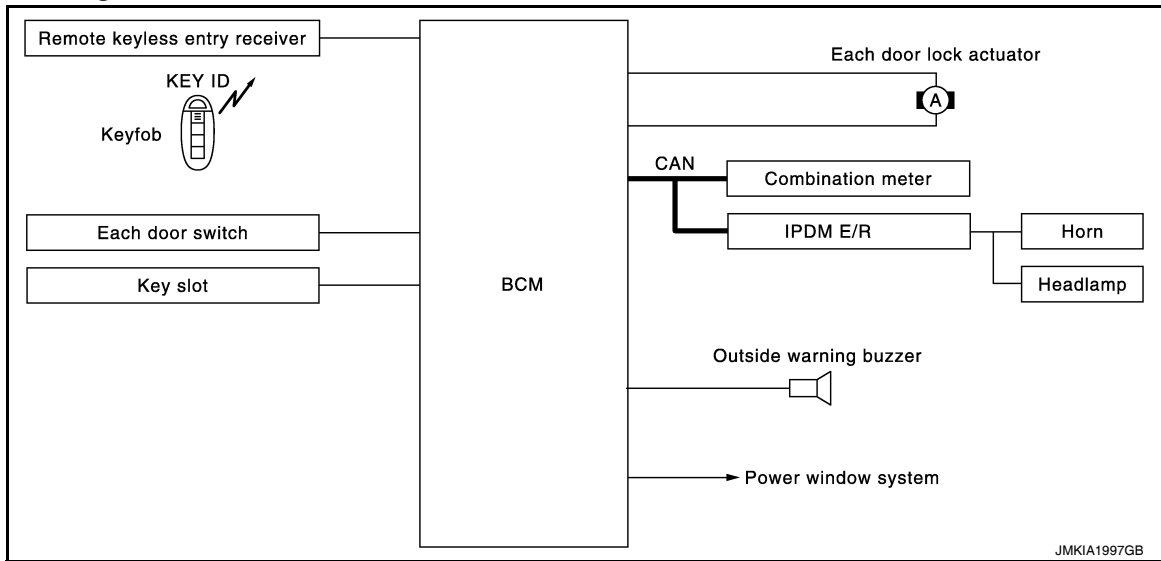 Remote keyless entry receiver
KEY ID
Keyfob
Each door switch
Key slot
BCM
Each door lock actuator
A
CAN
Combination meter
IPDM E/R
Horn
Headlamp
Outside warning buzzer
Power window system
JMKIA1997GB